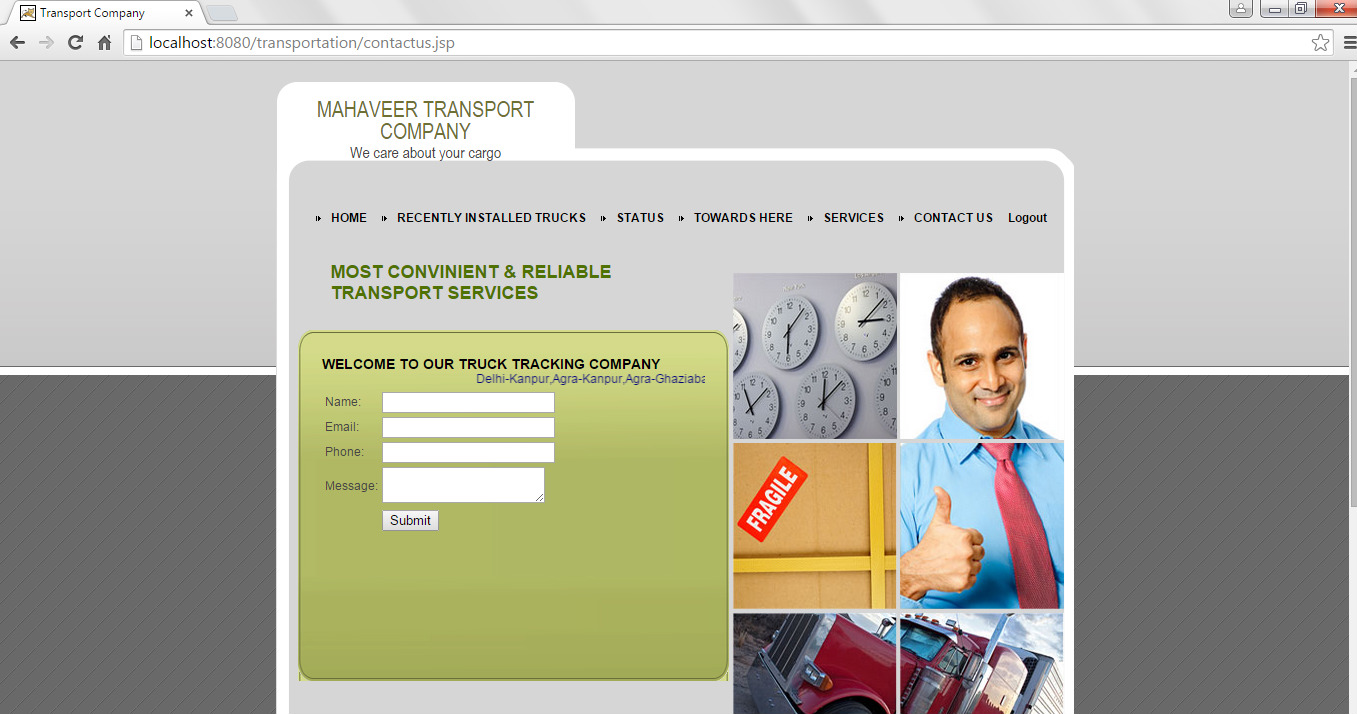 Transport Company
localhost:8080/transportation/contactus.jsp
MAHAVEER TRANSPORT
COMPANY
We care about your cargo
HOME RECENTLY INSTALLED TRUCKS STATUS TOWARDS HERE SERVICES CONTACT US Logout
MOST CONVINIENT & RELIABLE
TRANSPORT SERVICES
WELCOME TO OUR TRUCK TRACKING COMPANY
Delhi-Kanpur,Agra-Kanpur,Agra-Ghaziaba
Name:
Email:
Phone:
Message:
Submit
FRAGILE